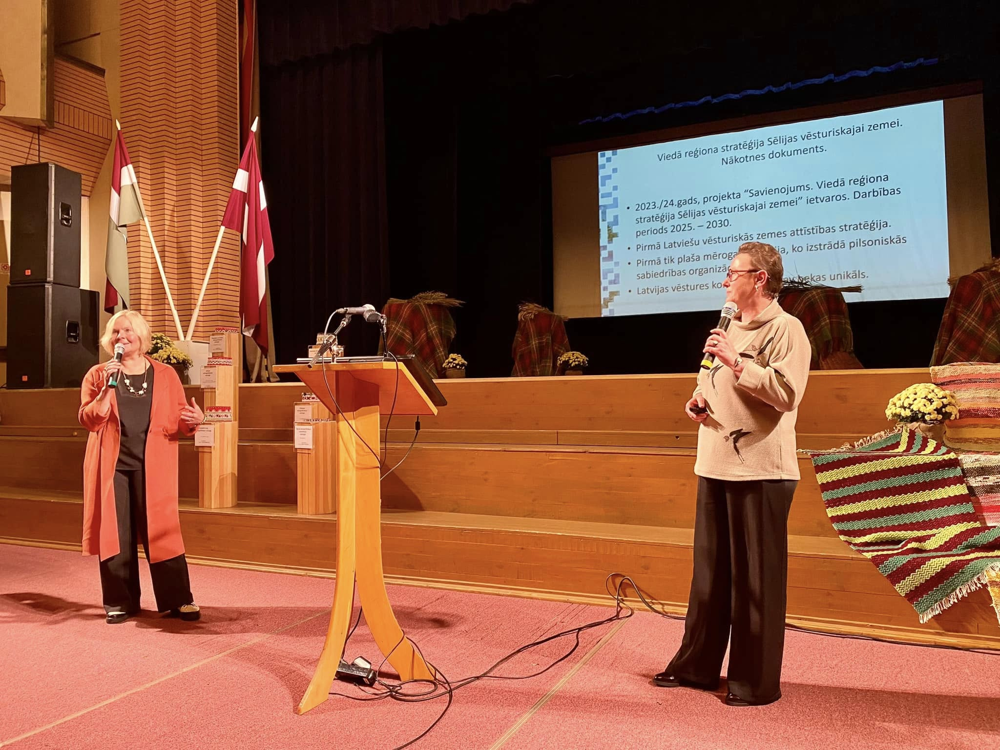 Viedā reģiona stratēģija Sēlijas vēsturiskajai zemei.
Nākotnes dokuments.
• 2023./24.gads, projekta “Savienojums. Viedā reģiona
stratēģija Sēlijas vēsturiskajai zemei” ietvaros. Darbības
periods 2025. – 2030.
• Pirmā Latviešu vēsturiskās zemes attīstības stratēģija.
• Pirmā tik plaša mēroga ko izstrādā pilsoniskās
sabiedrības
• Latvijas vēstures unikāls.